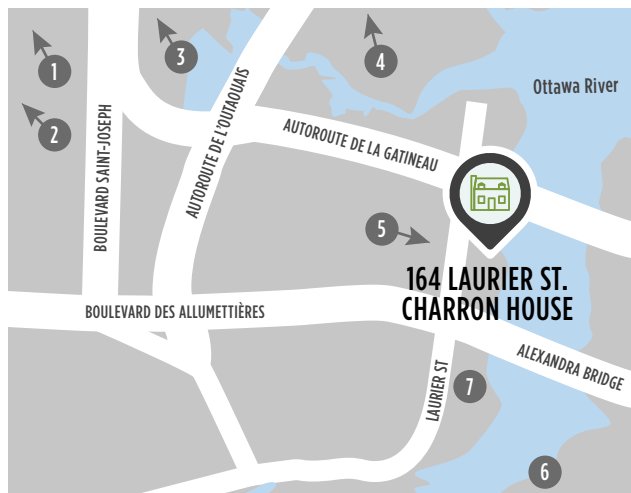 1
2
3
4
Ottawa River
BOULEVARD SAINT-JOSEPH
AUTOROUTE DE L'OUTAOUAIS
AUTOROUTE DE LA GATINEAU
5
164 LAURIER ST.
CHARRON HOUSE
BOULEVARD DES ALLUMETTIÈRES
ALEXANDRA BRIDGE
LAURIER ST
7
6